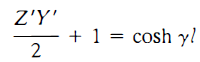 Z'Y'/2 + 1 = cosh γl